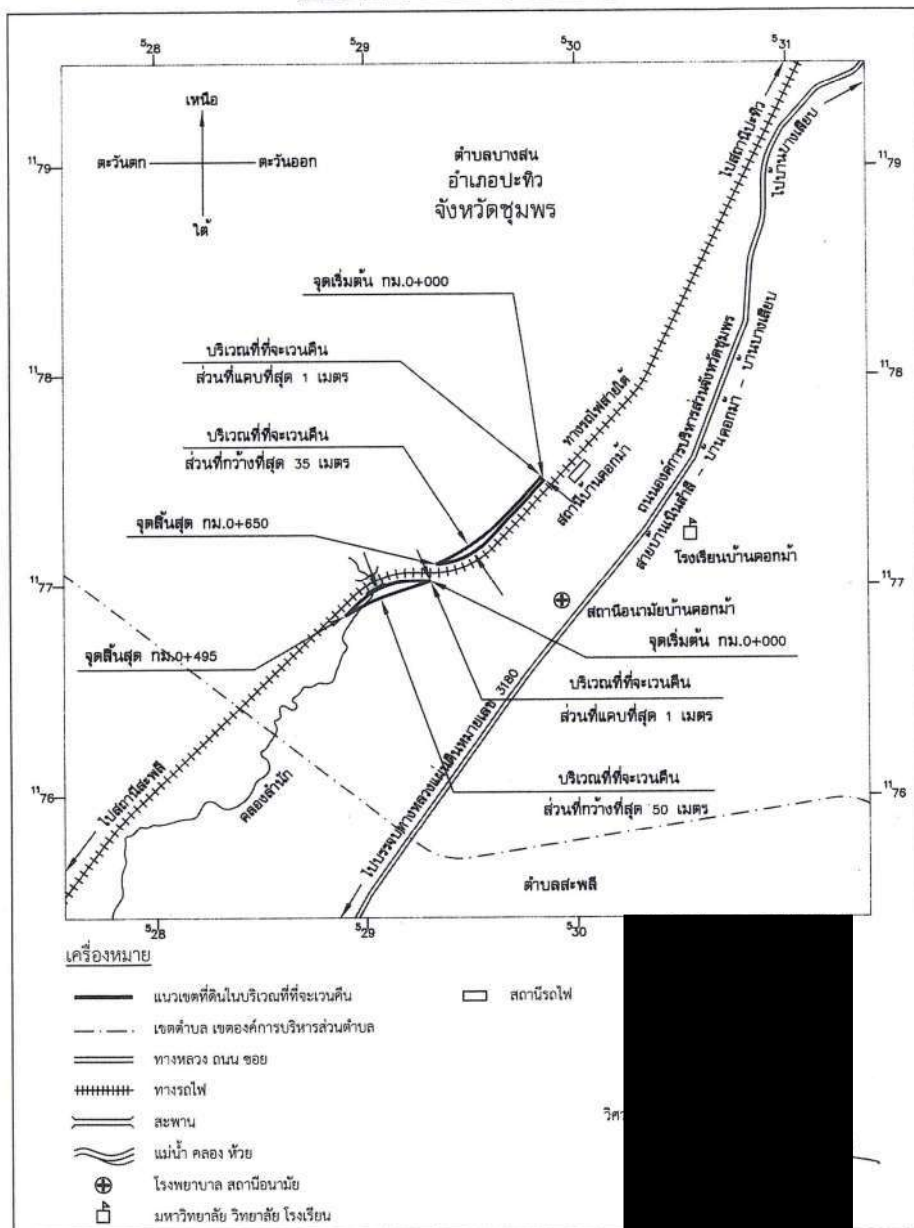 ⁵28 ⁵29 ⁵30 ⁵31
เหนือ
¹¹79 ตะวันตก ตะวันออก ¹¹79
ใต้
ตำบลบางสน
อำเภอปะทิว
จังหวัดชุมพร
ไปสถานีปะทิว
ไปบ้านบางเสียบ
จุดเริ่มต้น กม.0+000
บริเวณที่ที่จะเวนคืน
ส่วนที่แคบที่สุด 1 เมตร
¹¹78 ¹¹78
บริเวณที่ที่จะเวนคืน
ส่วนที่กว้างที่สุด 35 เมตร
ทางรถไฟสายใต้
สถานีบ้านคอกม้า
ถนนองค์การบริหารส่วนจังหวัดชุมพร
สายบ้านเนินสำลี - บ้านคอกม้า - บ้านบางเสียบ
จุดสิ้นสุด กม.0+650
โรงเรียนบ้านคอกม้า
¹¹77 ¹¹77
สถานีอนามัยบ้านคอกม้า
จุดสิ้นสุด กม.0+495
จุดเริ่มต้น กม.0+000
บริเวณที่ที่จะเวนคืน
ส่วนที่แคบที่สุด 1 เมตร
บริเวณที่ที่จะเวนคืน
ส่วนที่กว้างที่สุด 50 เมตร
¹¹76 ¹¹76
ไปสถานีสะพลี
คลองสำนัก
ไปบรรจบทางหลวงแผ่นดินหมายเลข 3180
ตำบลสะพลี
⁵28 ⁵29 ⁵30
เครื่องหมาย
แนวเขตที่ดินในบริเวณที่ที่จะเวนคืน
สถานีรถไฟ
เขตตำบล เขตองค์การบริหารส่วนตำบล
ทางหลวง ถนน ซอย
ทางรถไฟ
สะพาน
แม่น้ำ คลอง ห้วย
โรงพยาบาล สถานีอนามัย
มหาวิทยาลัย วิทยาลัย โรงเรียน